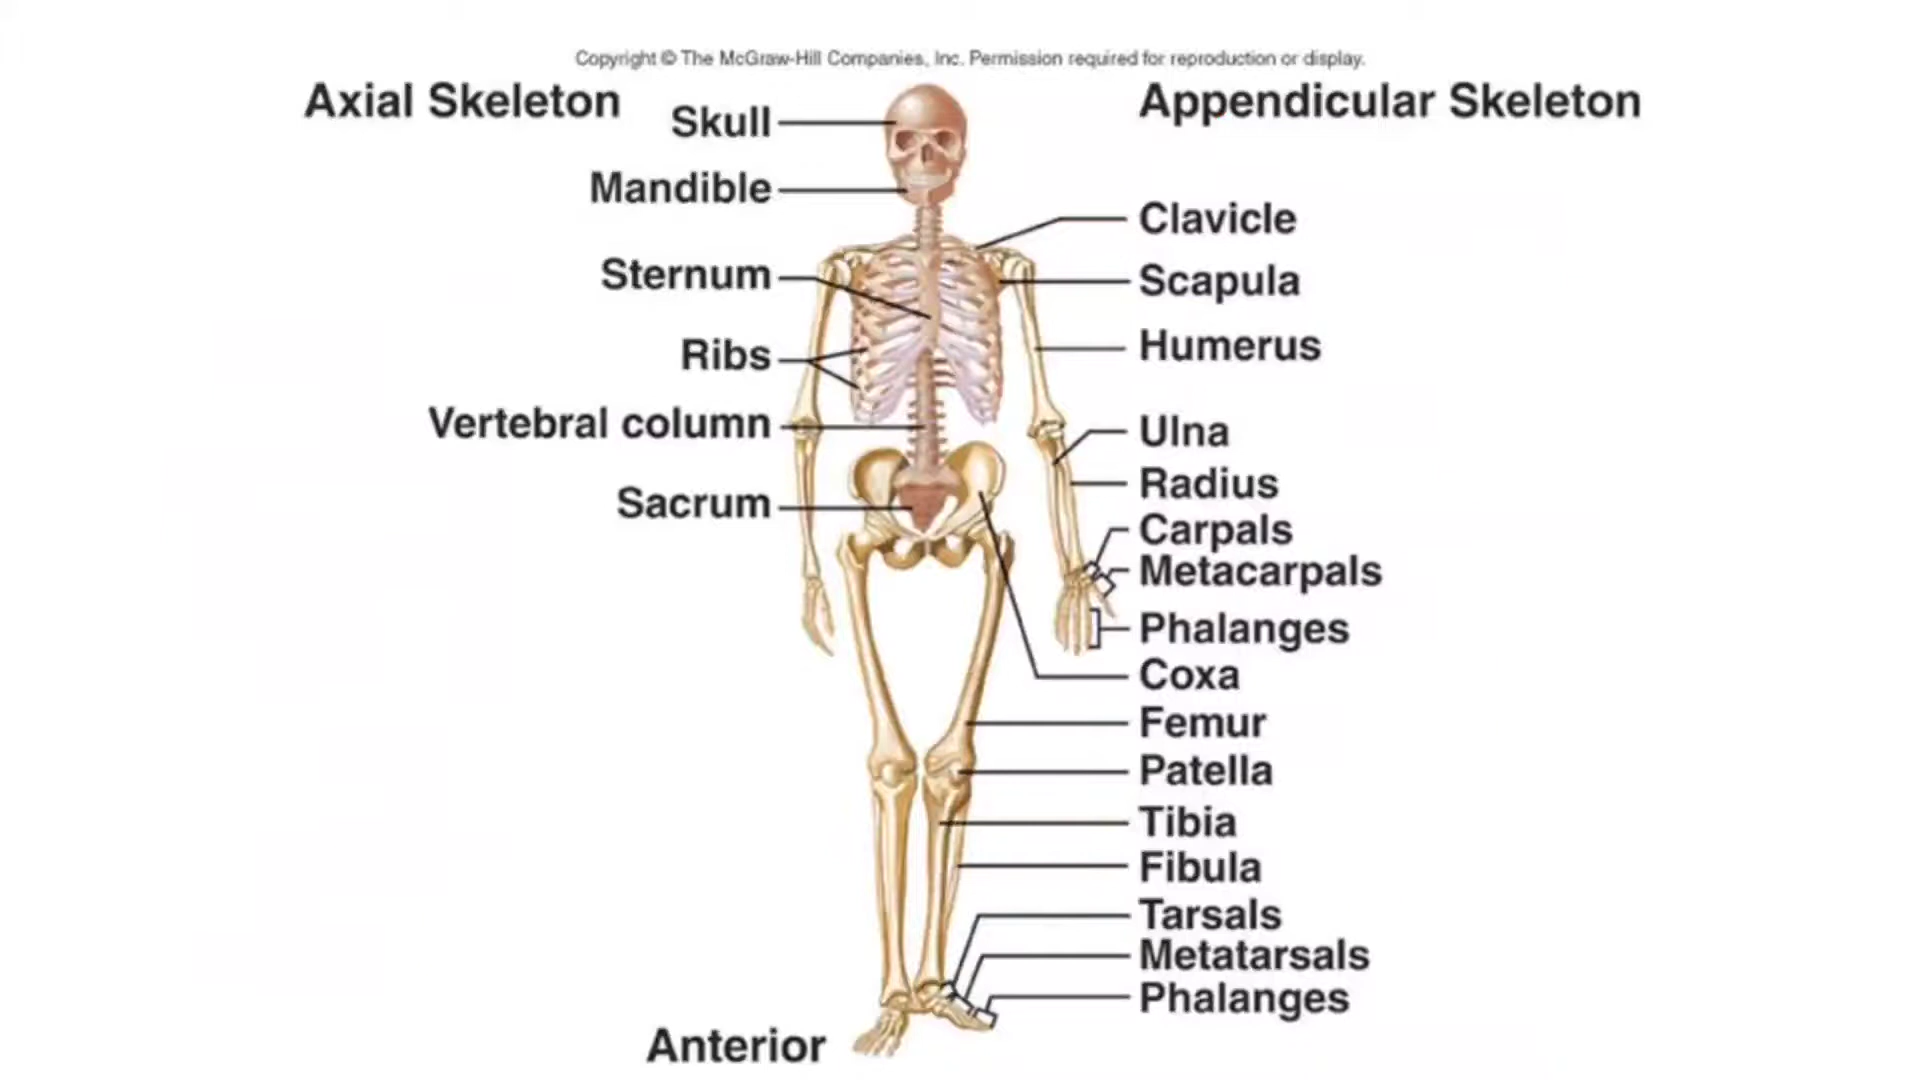 Copyright © The McGraw-Hill Companies, Inc. Permission required for reproduction or display.
Axial Skeleton
Skull
Mandible
Sternum
Ribs
Vertebral column
Sacrum
Appendicular Skeleton
Clavicle
Scapula
Humerus
Ulna
Radius
Carpals
Metacarpals
Phalanges
Coxa
Femur
Patella
Tibia
Fibula
Tarsals
Metatarsals
Phalanges
Anterior